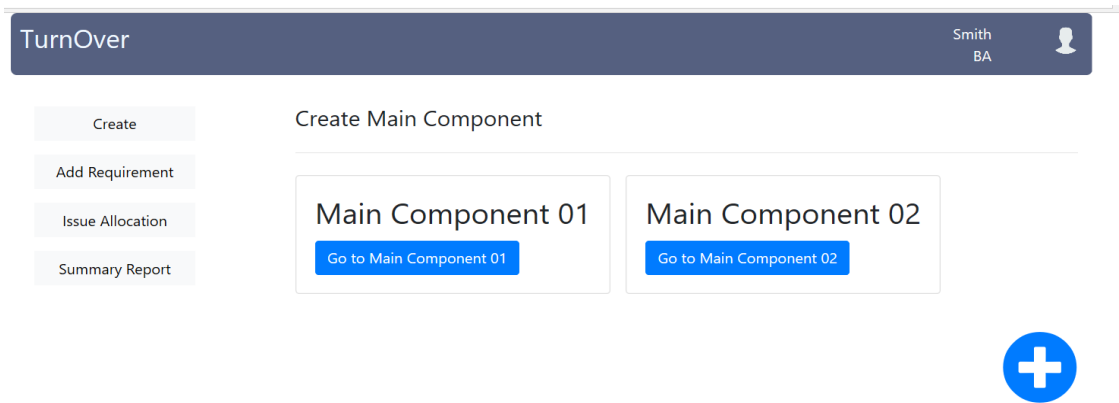 TurnOver
Smith
BA
Create
Add Requirement
Issue Allocation
Summary Report
Create Main Component
Main Component 01
Go to Main Component 01
Main Component 02
Go to Main Component 02